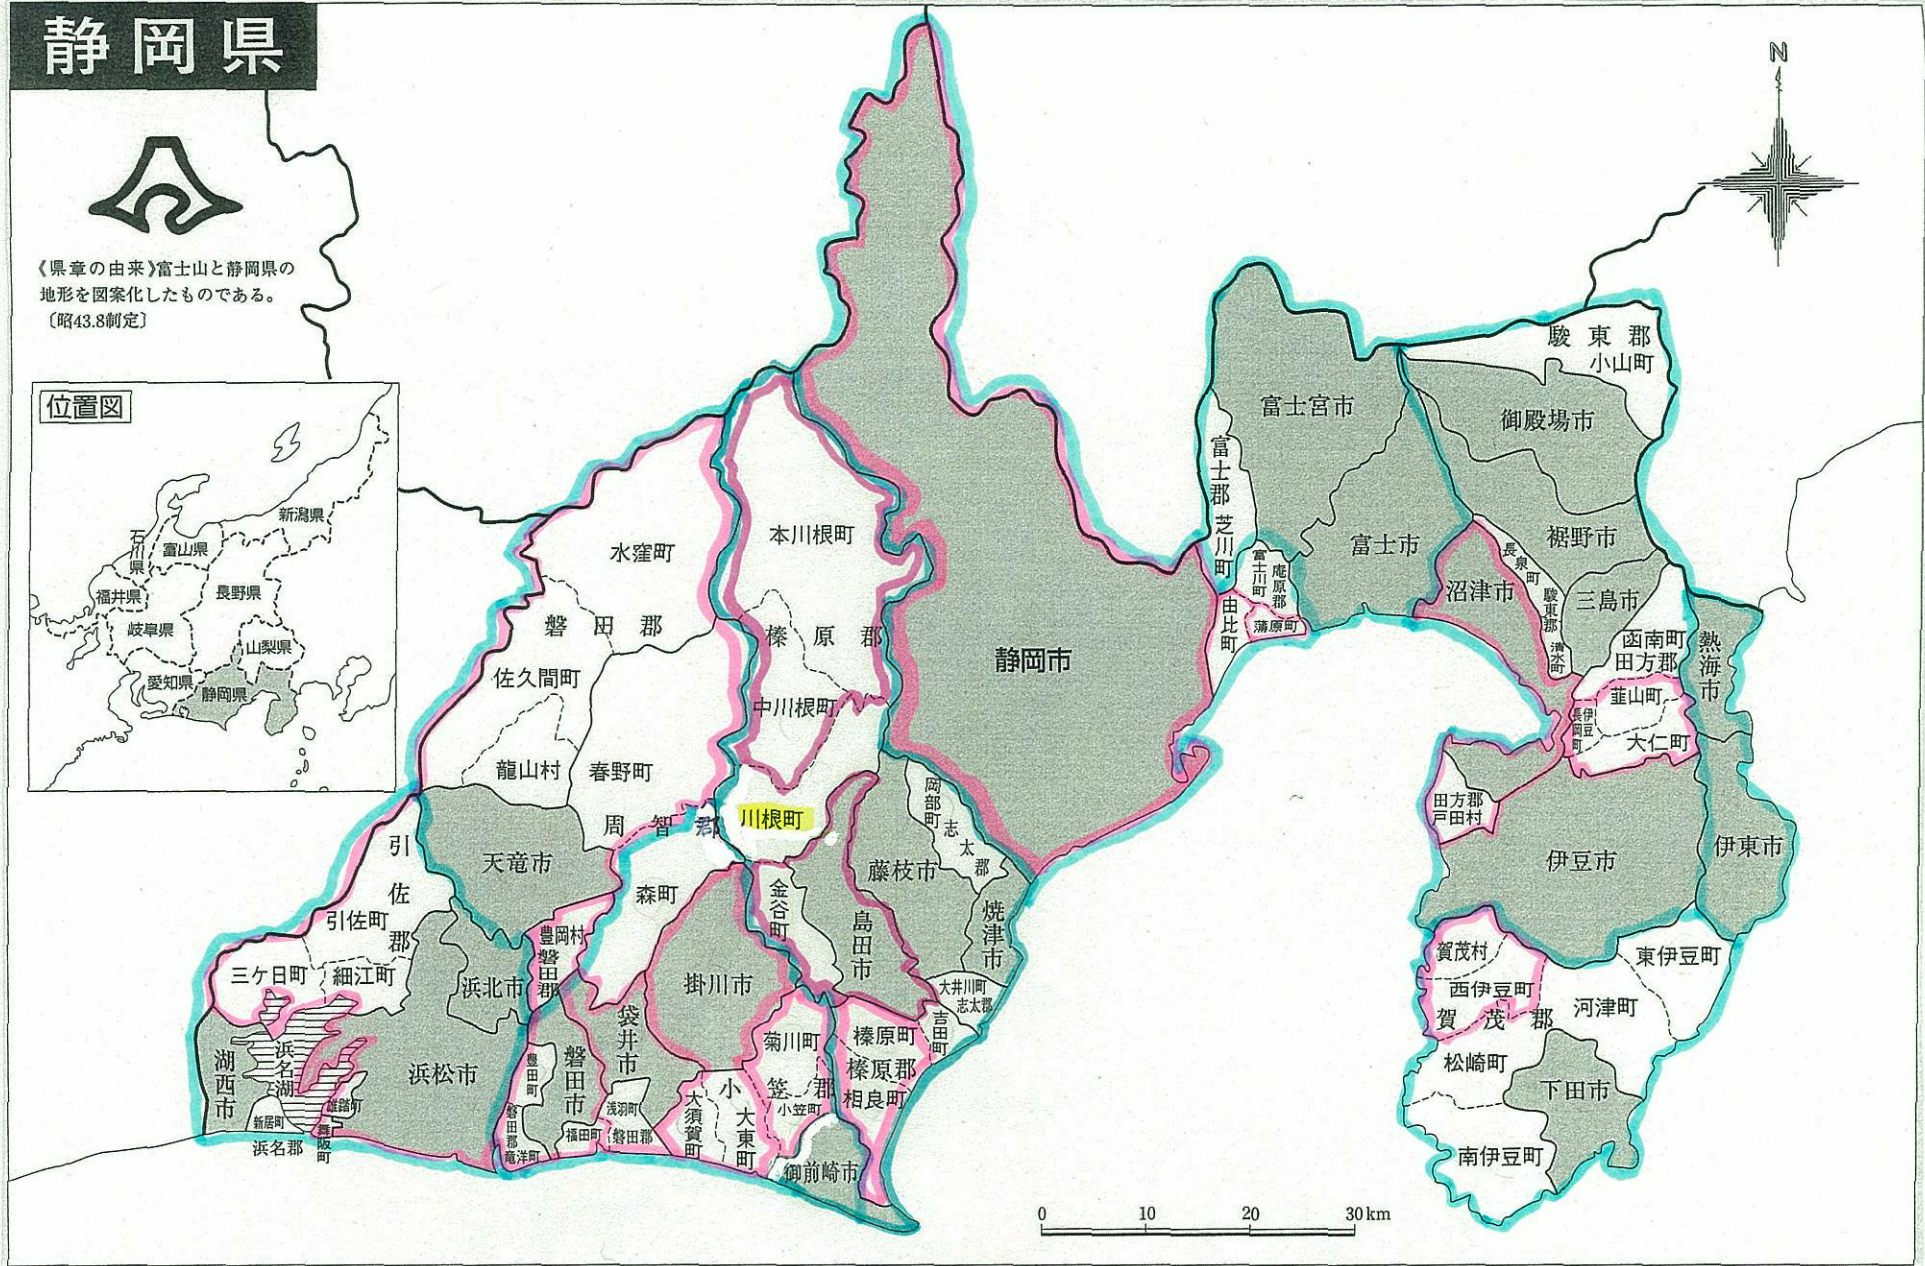 静岡県
《県章の由来》富士山と静岡県の
地形を図案化したものである。
〔昭43.8制定〕
位置図
新潟県
石川県
富山県
福井県
長野県
岐阜県
山梨県
愛知県
静岡県
N
駿東郡
小山町
富士宮市
御殿場市
富士郡
芝川町
裾野市
富士市
長泉町
沼津市
駿東郡
三島市
清水町
富士川町
庵原郡
由比町
蒲原町
函南町
田方郡
熱海市
韮山町
伊豆長岡町
大仁町
田方郡
戸田村
伊豆市
伊東市
賀茂村
西伊豆町
東伊豆町
河津町
賀茂郡
松崎町
下田市
南伊豆町
水窪町
本川根町
磐田郡
榛原郡
静岡市
佐久間町
中川根町
龍山村
春野町
周智郡
川根町
岡部町
志太郡
引佐郡
天竜市
森町
金谷町
藤枝市
引佐町
豊岡村
磐田郡
島田市
焼津市
三ケ日町
細江町
浜北市
掛川市
大井川町
志太郡
袋井市
菊川町
榛原町
吉田町
湖西市
浜名湖
浜松市
豊田町
磐田市
小笠郡
榛原郡
相良町
新居町
雄踏町
浅羽町
大須賀町
大東町
小笠町
浜名郡
舞阪町
磐田郡
竜洋町
福田町
磐田郡
御前崎市
0 10 20 30km